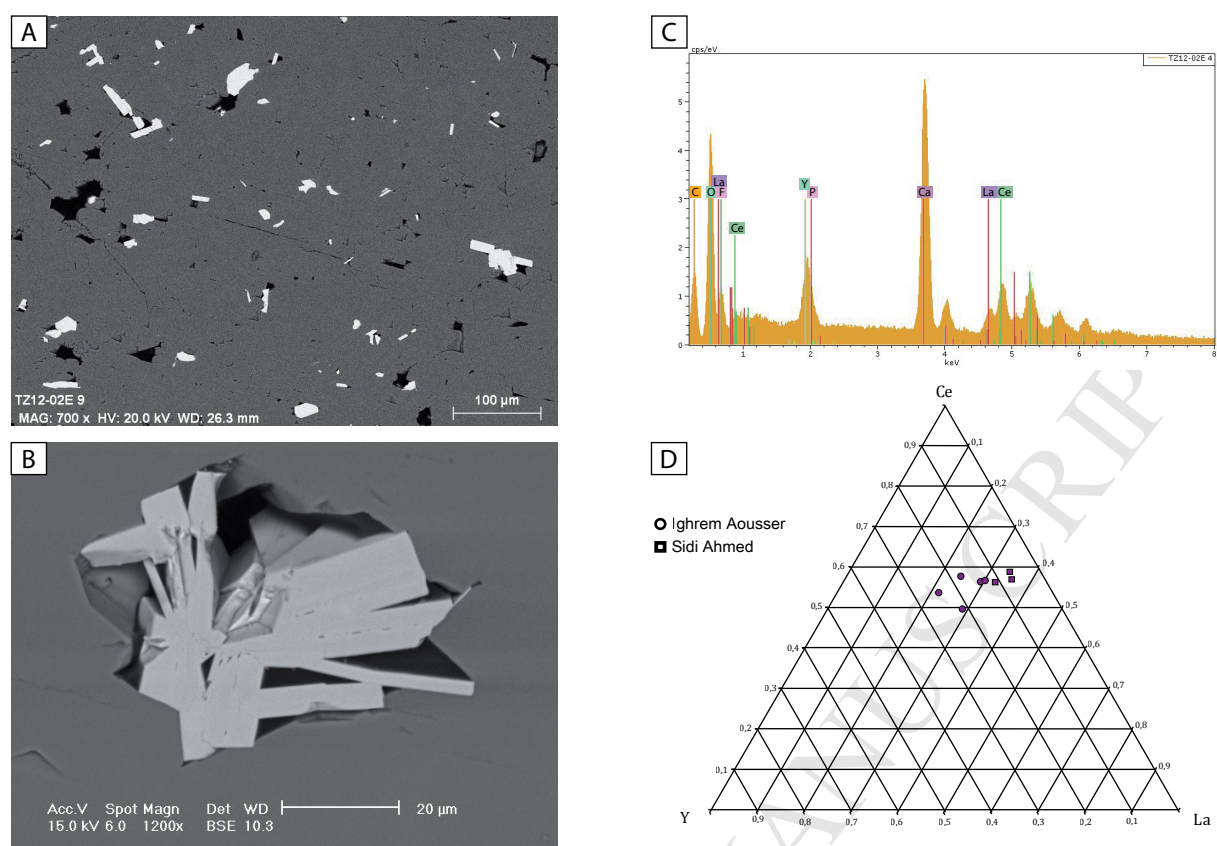 A
TZ12-02E 9
MAG: 700 x HV: 20.0 kV WD: 26.3 mm
100 µm
B
Acc.V Spot Magn Det WD
15.0 kV 6.0 1200x BSE 10.3
20 µm
C
cps/eV
TZ12-02E 4
5
4
3
2
1
0
C
O
La
F
Ce
Y
P
Ca
La
Ce
1 2 3 4 5 6 7 8
keV
D
Ighrem Aousser
Sidi Ahmed
Ce
0,9 0,1
0,8 0,2
0,7 0,3
0,6 0,4
0,5 0,5
0,4 0,6
0,3 0,7
0,2 0,8
0,1 0,9
Y
0,9 0,8 0,7 0,6 0,5 0,4 0,3 0,2 0,1
La
ANUSCRIP